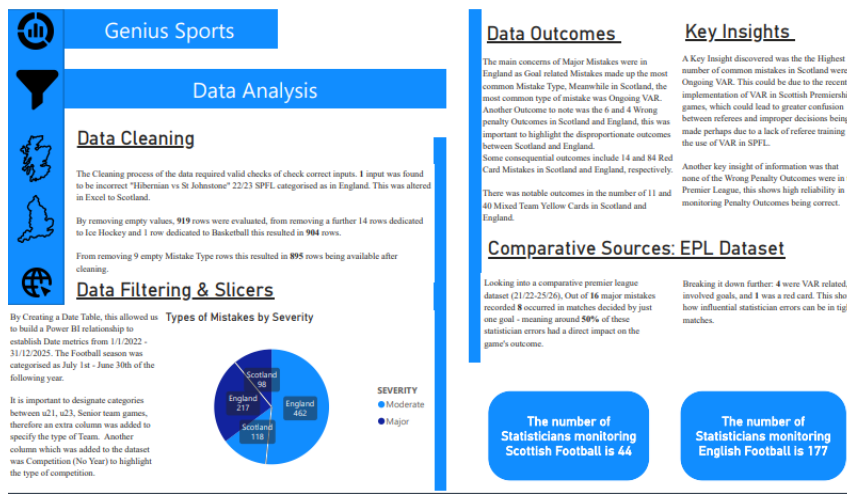 Genius Sports
Data Analysis
Data Cleaning
The Cleaning process of the data required valid checks of check correct inputs. 1 input was found
to be incorrect "Hibernian vs St Johnstone" 22/23 SPFL categorised as in England. This was altered
in Excel to Scotland.
By removing empty values, 919 rows were evaluated, from removing a further 14 rows dedicated
to Ice Hockey and 1 row dedicated to Basketball this resulted in 904 rows.
From removing 9 empty Mistake Type rows this resulted in 895 rows being available after
cleaning.
Data Filtering & Slicers
By Creating a Date Table, this allowed us
to build a Power BI relationship to
establish Date metrics from 1/1/2022 -
31/12/2025. The Football season was
categorised as July 1st - June 30th of the
following year.
It is important to designate categories
between u21, u23, Senior team games,
therefore an extra column was added to
specify the type of Team. Another
column which was added to the dataset
was Competition (No Year) to highlight
the type of competition.
Types of Mistakes by Severity
Scotland
98
England
217
England
462
Scotland
118
SEVERITY
Moderate
Major
Data Outcomes
The main concerns of Major Mistakes were in
England as Goal related Mistakes made up the most
common Mistake Type, Meanwhile in Scotland, the
most common type of mistake was Ongoing VAR.
Another Outcome to note was the 6 and 4 Wrong
penalty Outcomes in Scotland and England, this was
important to highlight the disproportionate outcomes
between Scotland and England.
Some consequential outcomes include 14 and 84 Red
Card Mistakes in Scotland and England, respectively.
There was notable outcomes in the number of 11 and
40 Mixed Team Yellow Cards in Scotland and
England.
Key Insights
A Key Insight discovered was the the Highest
number of common mistakes in Scotland were
Ongoing VAR. This could be due to the recent
implementation of VAR in Scottish Premiershi
games, which could lead to greater confusion
between referees and improper decisions being
made perhaps due to a lack of referee training
the use of VAR in SPFL.
Another key insight of information was that
none of the Wrong Penalty Outcomes were in
Premier League, this shows high reliability in
monitoring Penalty Outcomes being correct.
Comparative Sources: EPL Dataset
Looking into a comparative premier league
dataset (21/22-25/26), Out of 16 major mistakes
recorded 8 occurred in matches decided by just
one goal - meaning around 50% of these
statistician errors had a direct impact on the
game's outcome.
Breaking it down further: 4 were VAR related,
involved goals, and 1 was a red card. This sho
how influential statistician errors can be in tig
matches.
The number of
Statisticians monitoring
Scottish Football is 44
The number of
Statisticians monitoring
English Football is 177